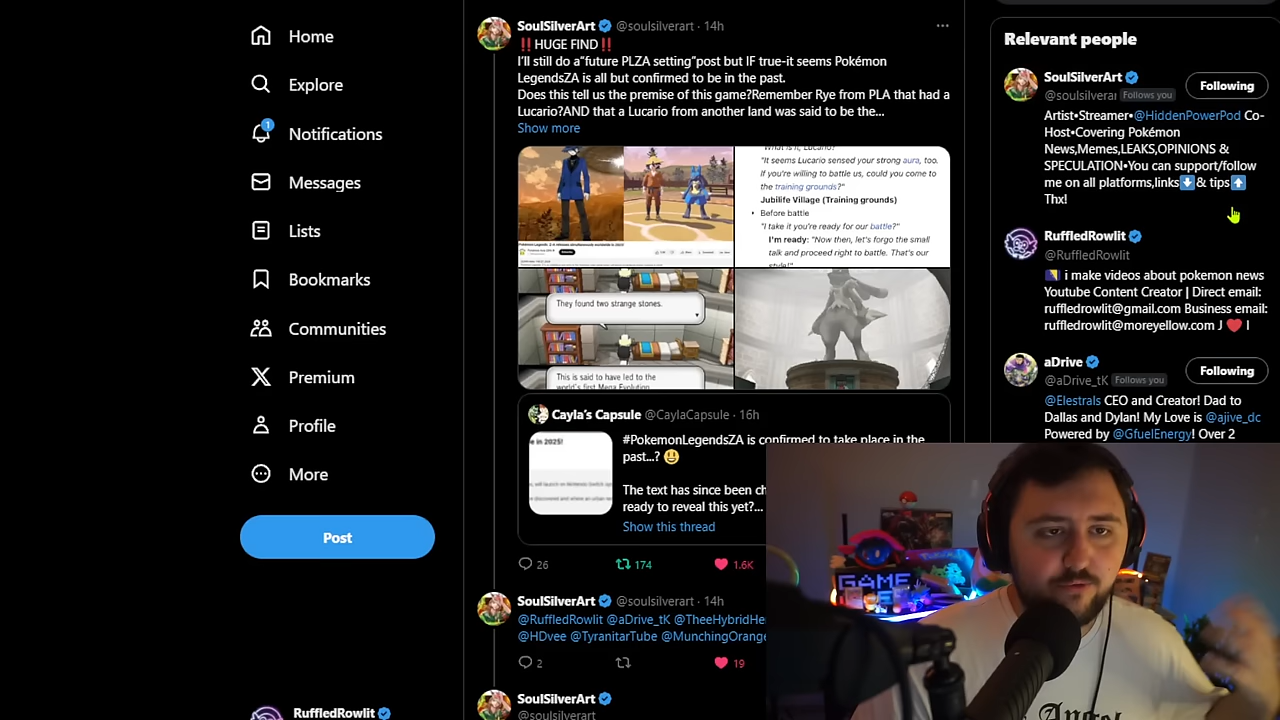 Home
Explore
1
Notifications
Messages
Lists
Bookmarks
Communities
Premium
Profile
More
Post
RuffledRowlit
SoulSilverArt @soulsilverart · 14h
‼️HUGE FIND‼️
I'll still do a"future PLZA setting"post but IF true-it seems Pokémon
LegendsZA is all but confirmed to be in the past.
Does this tell us the premise of this game?Remember Rye from PLA that had a
Lucario?AND that a Lucario from another land was said to be the...
Show more
"It seems Lucario sensed your strong aura, too.
If you're willing to battle us, could you come to
the training grounds?"
Jubilife Village (Training grounds)
• Before battle
"I take it you're ready for our battle?"
I'm ready: "Now then, let's forgo the small
talk and proceed right to battle. That's our
style!"
They found two strange stones.
This is said to have led to the
world's first Mega Evolution
Cayla's Capsule @CaylaCapsule · 16h
e in 2025!
#PokemonLegendsZA is confirmed to take place in the
past...? 😃
The text has since been ch
ready to reveal this yet?...
Show this thread
26
174
1.6K
SoulSilverArt @soulsilverart · 14h
@RuffledRowlit @aDrive_tK @TheeHybridHe
@HDvee @TyranitarTube @MunchingOrange
2
19
SoulSilverArt
@soulsilverart
Relevant people
SoulSilverArt
@soulsilverar Follows you
Following
Artist•Streamer•@HiddenPowerPod Co-
Host•Covering Pokémon
News,Memes,LEAKS,OPINIONS &
SPECULATION•You can support/follow
me on all platforms,links⬇️& tips⬆️
Thx!
RuffledRowlit
@RuffledRowlit
🇧🇦 i make videos about pokemon news
Youtube Content Creator | Direct email:
ruffledrowlit@gmail.com Business email:
ruffledrowlit@moreyellow.com J ❤️ I
aDrive
@aDrive_tK Follows you
Following
@Elestrals CEO and Creator! Dad to
Dallas and Dylan! My Love is @ajive_dc
Powered by @GfuelEnergy! Over 2
GAME
Angel